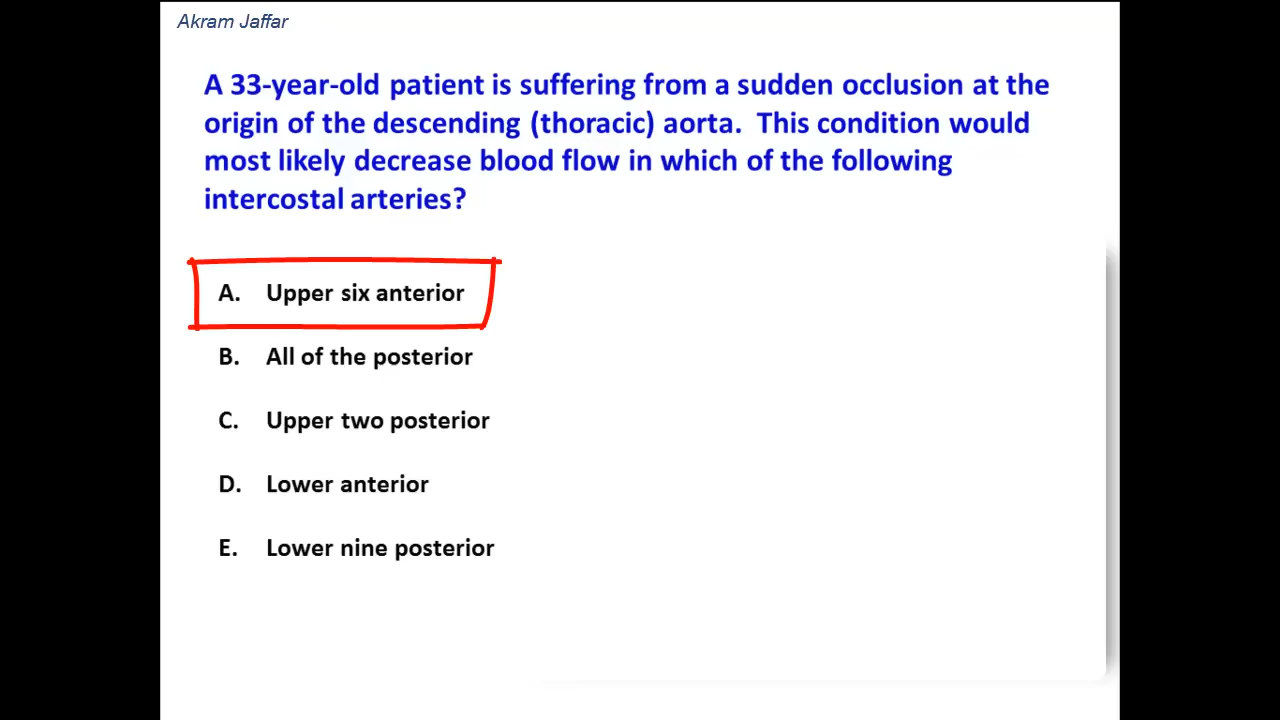 Akram Jaffar
A 33-year-old patient is suffering from a sudden occlusion at the
origin of the descending (thoracic) aorta.  This condition would
most likely decrease blood flow in which of the following
intercostal arteries?
A. Upper six anterior
B. All of the posterior
C. Upper two posterior
D. Lower anterior
E. Lower nine posterior